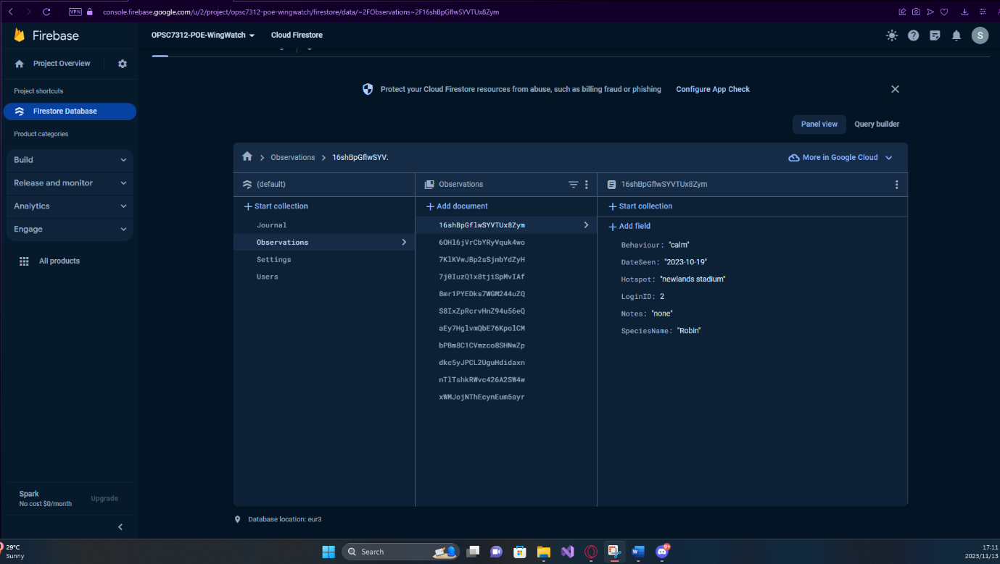 VPN console.firebase.google.com/u/2/project/opsc7312-poe-wingwatch/firestore/data/~2FObservations~2F16shBpGflwSYVTUx8Zym
Firebase
OPSC7312-POE-WingWatch
Cloud Firestore
S
Project Overview
Project shortcuts
Firestore Database
Product categories
Build
Release and monitor
Analytics
Engage
All products
Spark
No cost $0/month
Upgrade
Protect your Cloud Firestore resources from abuse, such as billing fraud or phishing
Configure App Check
Panel view
Query builder
Observations
16shBpGflwSYV.
More in Google Cloud
(default)
Start collection
Journal
Observations
Settings
Users
Observations
Add document
16shBpGflwSYVTUx8Zym
6OHl6jVrCbYRyVquk4wo
7KlKVwJBp2sSjmbYdZyH
7j0IuzQ1x8tjiSpMvIAf
8mr1PYEDks7WGM244uZQ
S8IxZpRcrvHnZ94u56eQ
aEy7HglvmQbE76KpolCM
bPBm8C1CVmzco8SHNwZp
dkc5yJPCL2UguHdidaxn
nTlTshkRWvc426A2SW4w
xWMJojNThEcynEum5ayr
16shBpGflwSYVTUx8Zym
Start collection
Add field
Behaviour: "calm"
DateSeen: "2023-10-19"
Hotspot: "newlands stadium"
LoginID: 2
Notes: "none"
SpeciesName: "Robin"
Database location: eur3
29°C
Sunny
Search
9+
17:11
2023/11/13